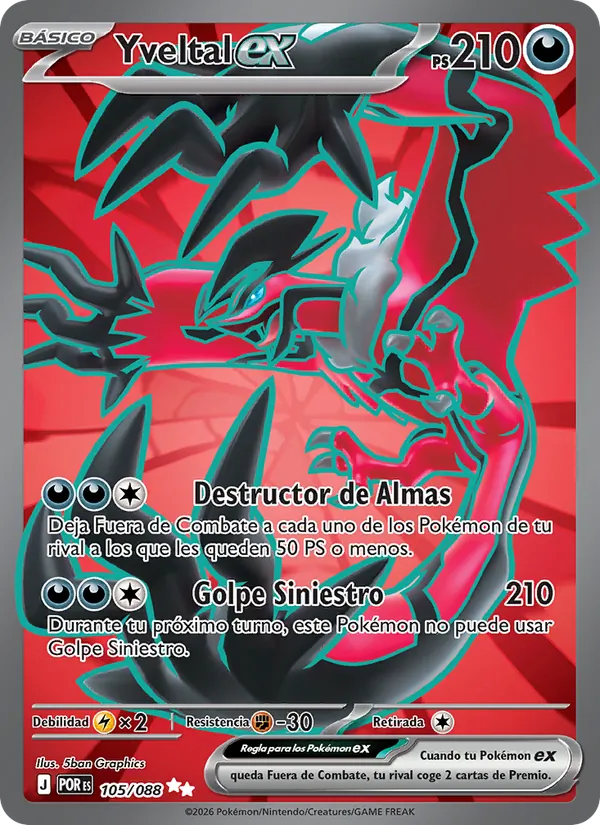 BÁSICO Yveltal ex PS 210
Destructor de Almas
Deja Fuera de Combate a cada uno de los Pokémon de tu
rival a los que les queden 50 PS o menos.
Golpe Siniestro 210
Durante tu próximo turno, este Pokémon no puede usar
Golpe Siniestro.
Debilidad ×2 Resistencia -30 Retirada
Ilus. 5ban Graphics
Regla para los Pokémon ex Cuando tu Pokémon ex
queda Fuera de Combate, tu rival coge 2 cartas de Premio.
J POR ES 105/088
©2026 Pokémon/Nintendo/Creatures/GAME FREAK